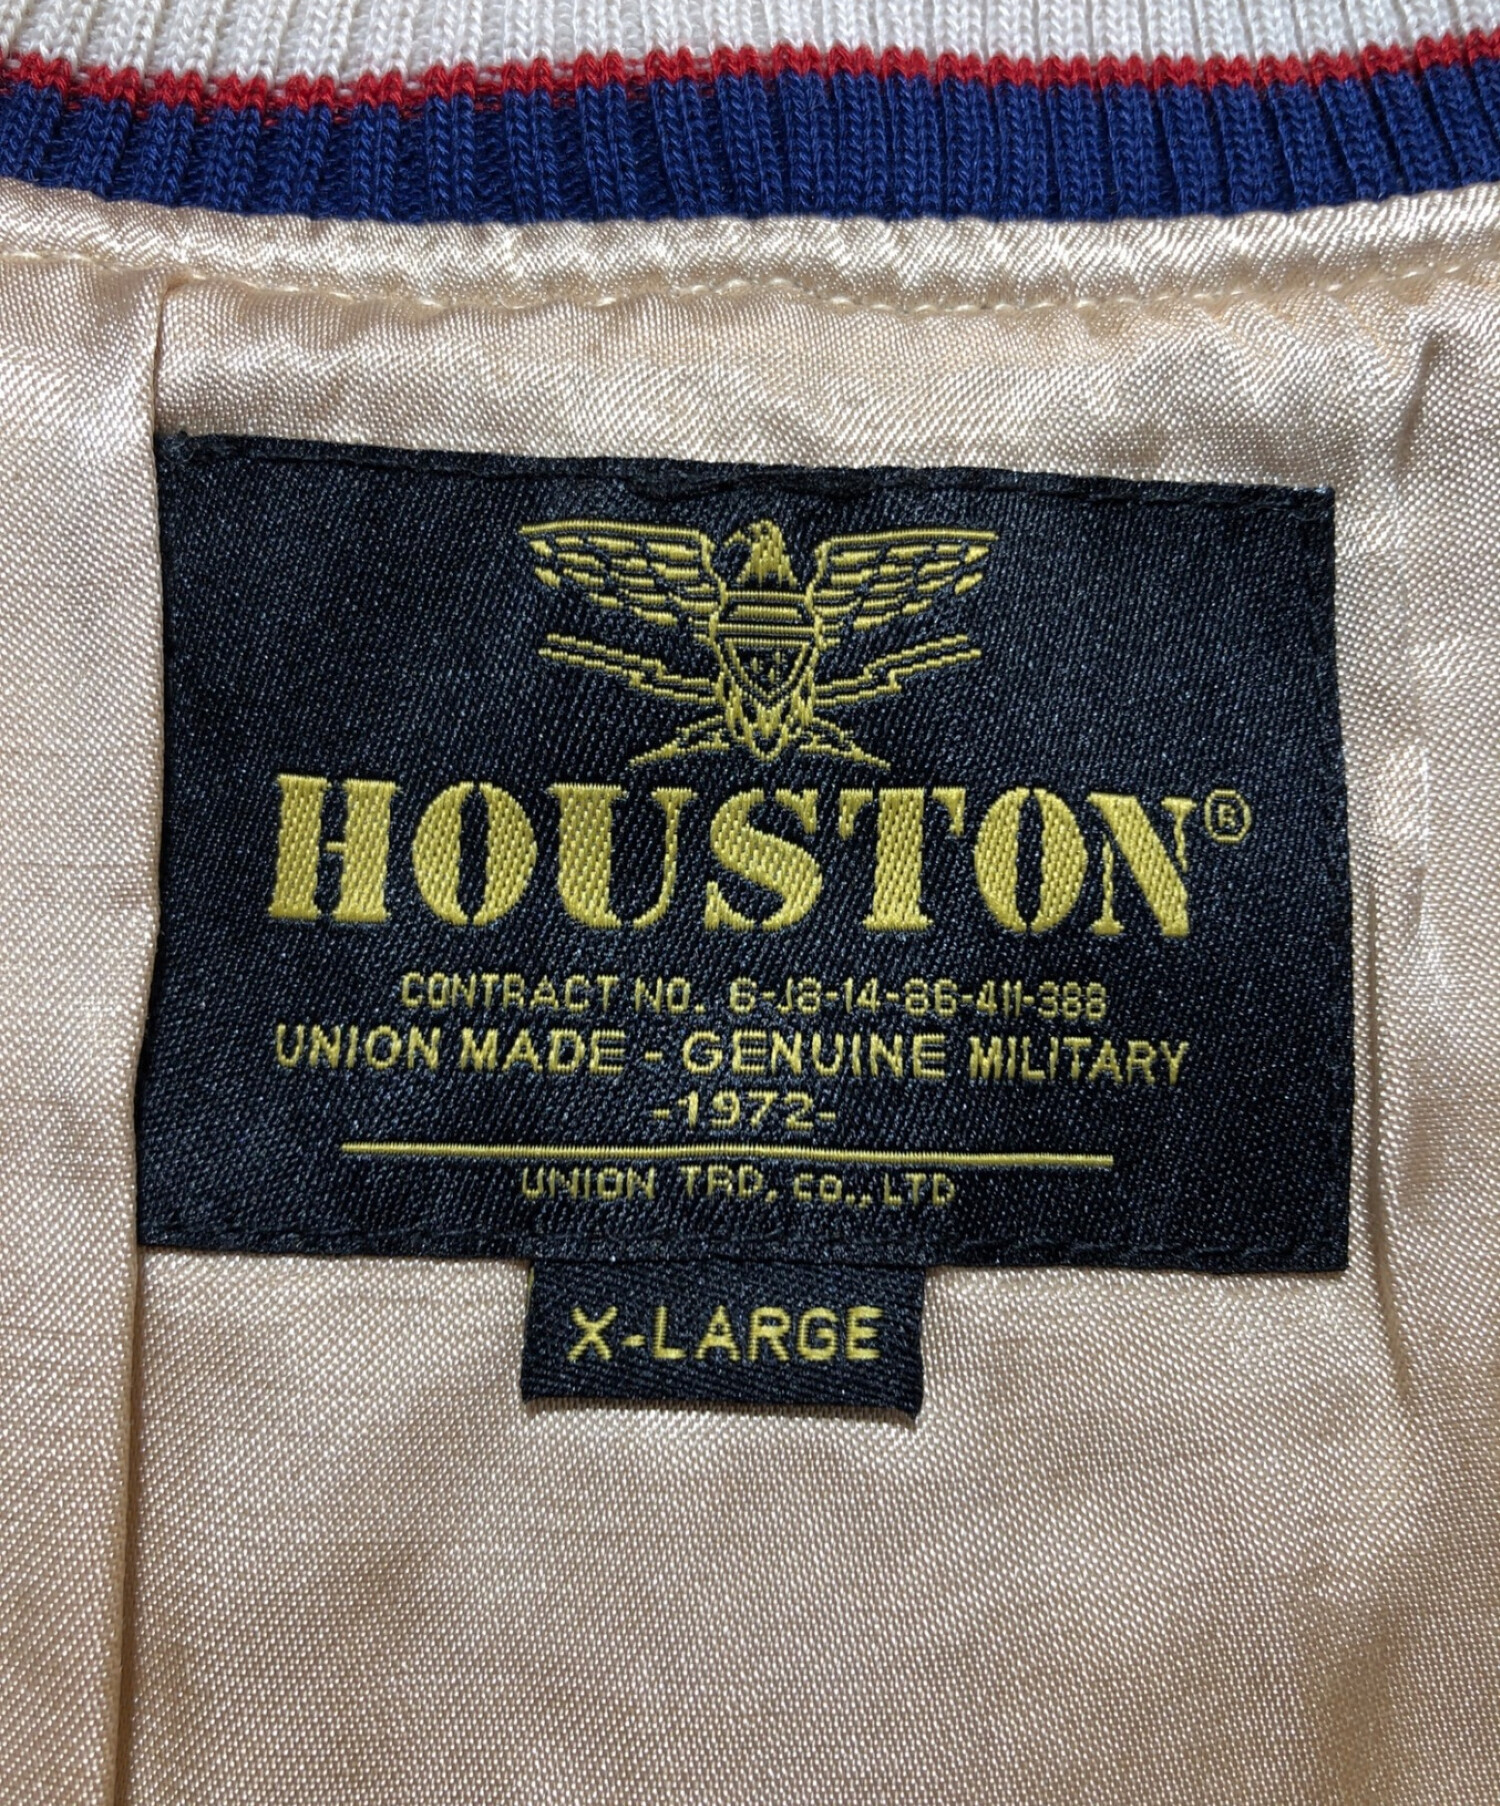 HOUSTON®
CONTRACT NO. 6-J8-14-86-411-388
UNION MADE - GENUINE MILITARY
-1972-
UNION TRD, CO., LTD
X-LARGE